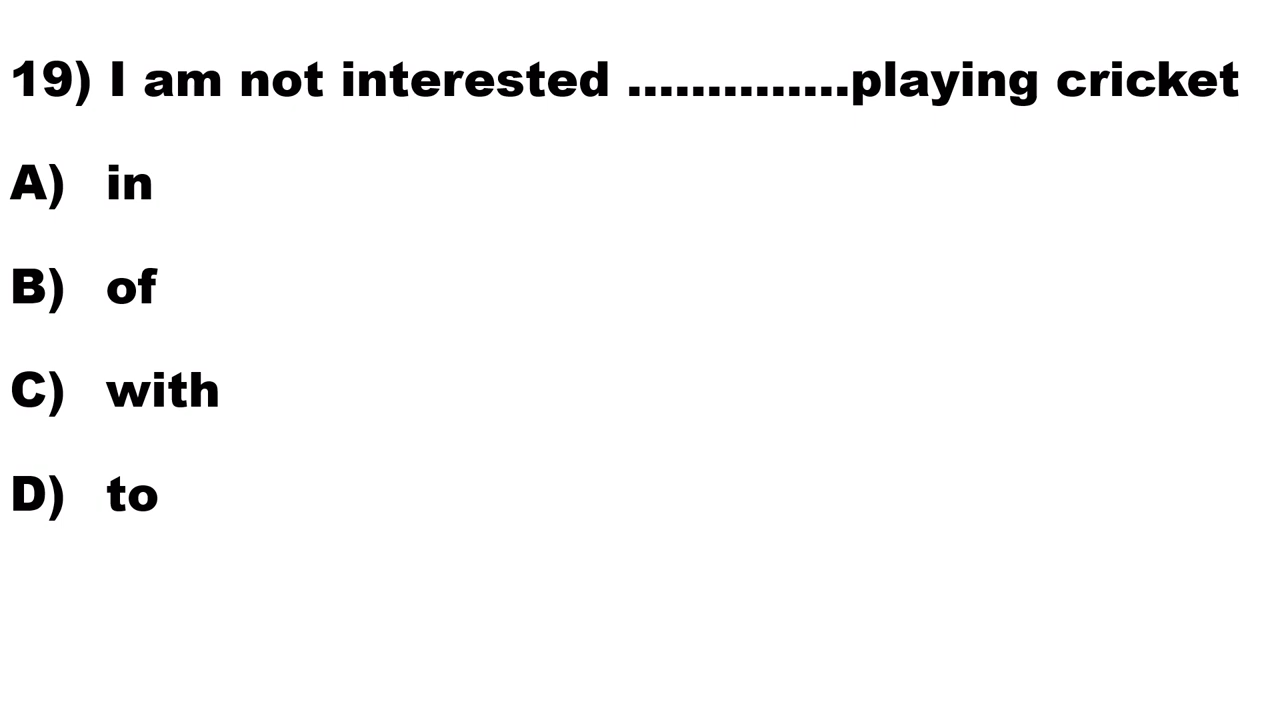 19) I am not interested ..............playing cricket
A) in
B) of
C) with
D) to